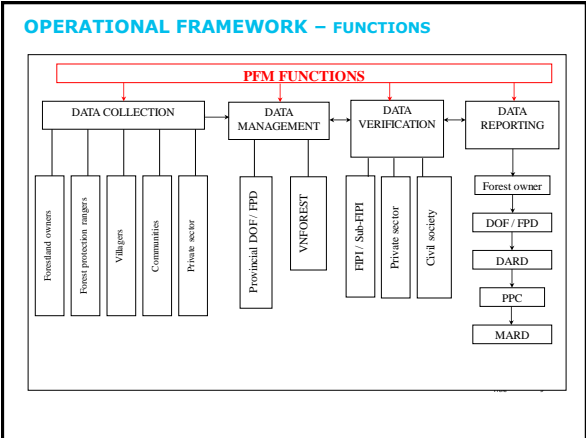 OPERATIONAL FRAMEWORK – FUNCTIONS
PFM FUNCTIONS
DATA COLLECTION
DATA
MANAGEMENT
DATA
VERIFICATION
DATA
REPORTING
Forestland owners
Forest protection rangers
Villagers
Communities
Private sector
Provincial DOF / FPD
VNFOREST
FIPI / Sub-FIPI
Private sector
Civil society
Forest owner
DOF / FPD
DARD
PPC
MARD